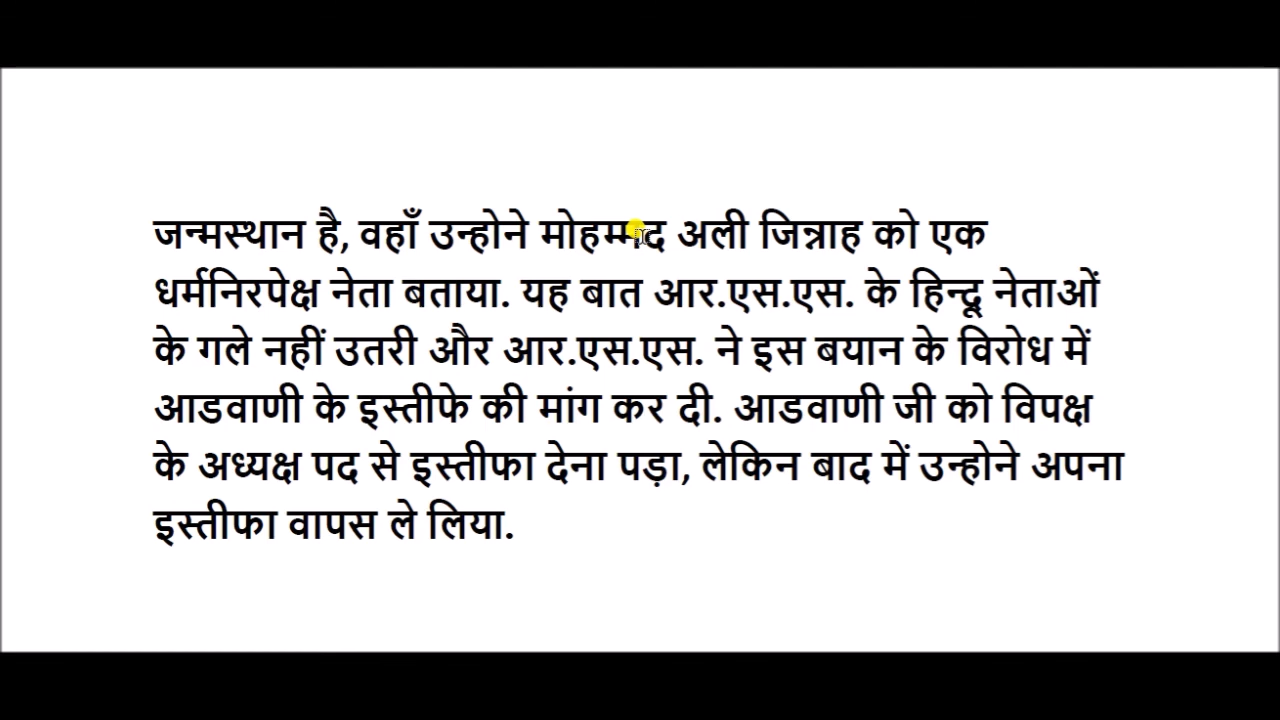 जन्मस्थान है, वहाँ उन्होने मोहम्मद अली जिन्नाह को एक
धर्मनिरपेक्ष नेता बताया. यह बात आर.एस.एस. के हिन्दू नेताओं
के गले नहीं उतरी और आर.एस.एस. ने इस बयान के विरोध में
आडवाणी के इस्तीफे की मांग कर दी. आडवाणी जी को विपक्ष
के अध्यक्ष पद से इस्तीफा देना पड़ा, लेकिन बाद में उन्होने अपना
इस्तीफा वापस ले लिया.